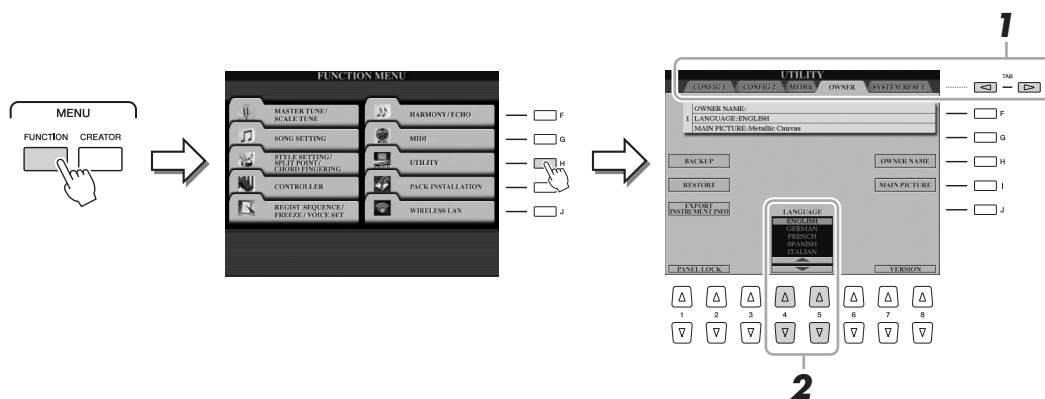 MENU
FUNCTION CREATOR
FUNCTION MENU
MASTER TUNE/
SCALE TUNE
SONG SETTING
STYLE SETTING/
SPLIT POINT/
CHORD FINGERING
CONTROLLER
REGIST SEQUENCE/
FREEZE/VOICE SET
HARMONY/ECHO
MIDI
UTILITY
PACK INSTALLATION
WIRELESS LAN
F
G
H
J
1
UTILITY
CONFIG 1 CONFIG 2 MEDIA OWNER SYSTEM RESET
TAB
OWNER NAME:
1 LANGUAGE:ENGLISH
MAIN PICTURE:Metallic Canvas
BACKUP
RESTORE
EXPORT
INSTRUMENT INFO
PANEL LOCK
LANGUAGE
ENGLISH
GERMAN
FRENCH
SPANISH
ITALIAN
OWNER NAME
MAIN PICTURE
VERSION
F
G
H
I
J
1 2 3 4 5 6 7 8
2